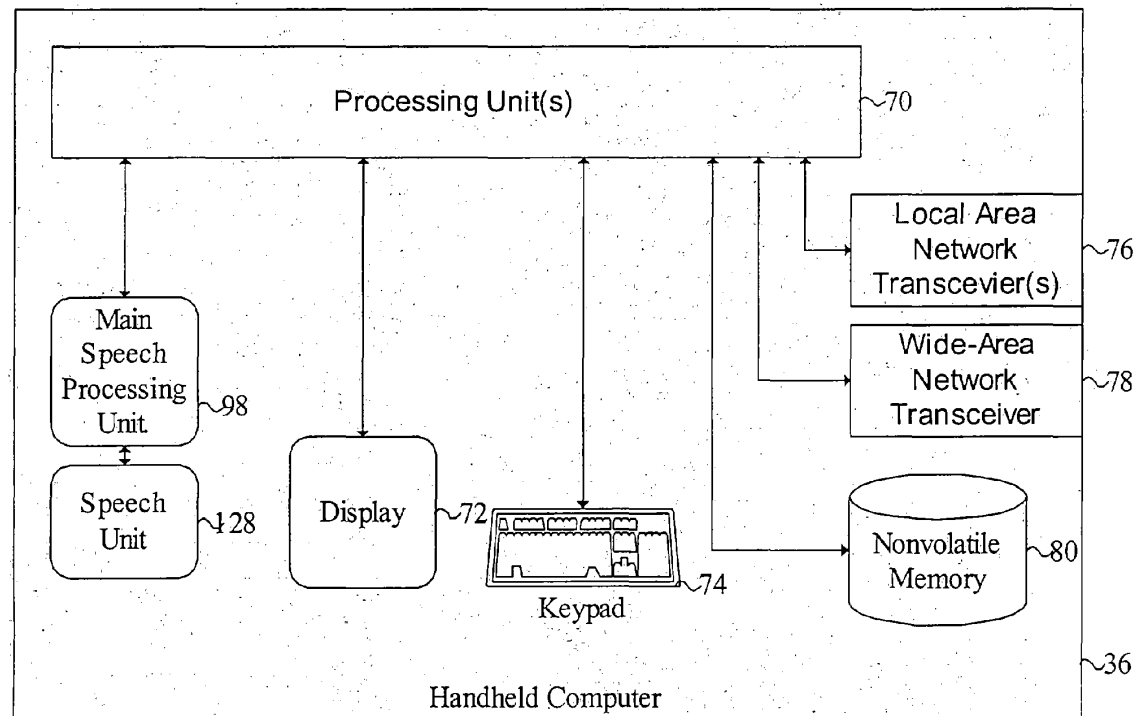 Processing Unit(s)
70
Local Area
Network
Transcevier(s)
76
Main
Speech
Processing
Unit
98
Wide-Area
Network
Transceiver
78
Speech
Unit
128
Display
72
74
Keypad
Nonvolatile
Memory
80
36
Handheld Computer